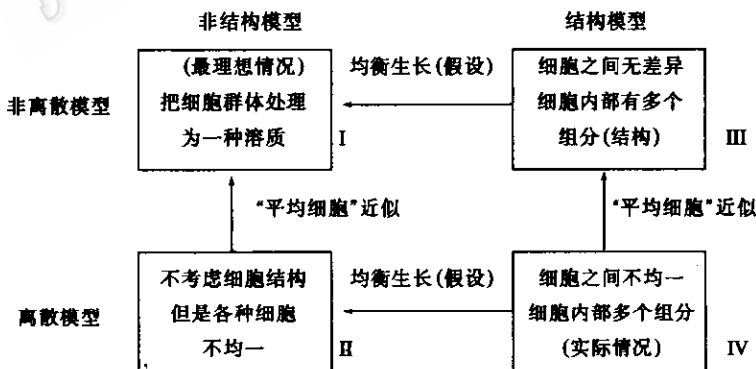 非结构模型 结构模型
(最理想情况) 均衡生长(假设) 细胞之间无差异
非离散模型 把细胞群体处理 细胞内部有多个
为一种溶质 I 组分(结构) III
“平均细胞”近似 “平均细胞”近似
不考虑细胞结构 均衡生长(假设) 细胞之间不均一
离散模型 但是各种细胞 细胞内部多个组分
不均一 II (实际情况) IV